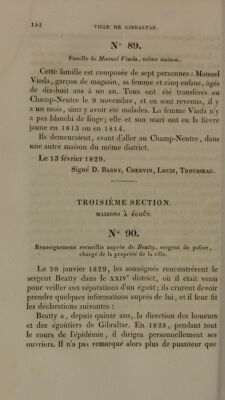 152 VILLE DE GIBRALTAR.
N° 89.
Famille de Manuel Viada, même maison.
Cette famille est composée de sept personnes : Manuel
Viada, garçon de magasin, sa femme et cinq enfans, âgés
de dix-huit ans à un an. Tous ont été transférés au
Champ-Neutre le 9 novembre, et en sont revenus, il y
a un mois, sans y avoir été malades. La femme Viada n'y
a pas blanchi de linge; elle et son mari ont eu la fièvre
jaune en 1813 ou en 1814.
Ils demeuraient, avant d'aller au Champ-Neutre, dans
une autre maison du même district.
Le 13 février 1829.
Signé D. Barry, Chervin, Louis, Trousseau.
TROISIÈME SECTION.
MAISONS À ÉGOÛT.
N° 90.
Renseignemens recueillis auprès de Beatty, sergent de police,
chargé de la propreté de la ville.
Le 20 janvier 1829, les soussignés rencontrèrent le
sergent Beatty dans le XXIVe district, où il était venu
pour veiller aux réparations d'un égoût; ils crurent devoir
prendre quelques informations auprès de lui, et il leur fit
les déclarations suivantes :
Beatty a, depuis quinze ans, la direction des boueurs
et des égoûtiers de Gibraltar. En 1828, pendant tout
le cours de l'épidémie, il dirigea personnellement ses
ouvriers. Il n'a pas remarqué alors plus de puanteur que